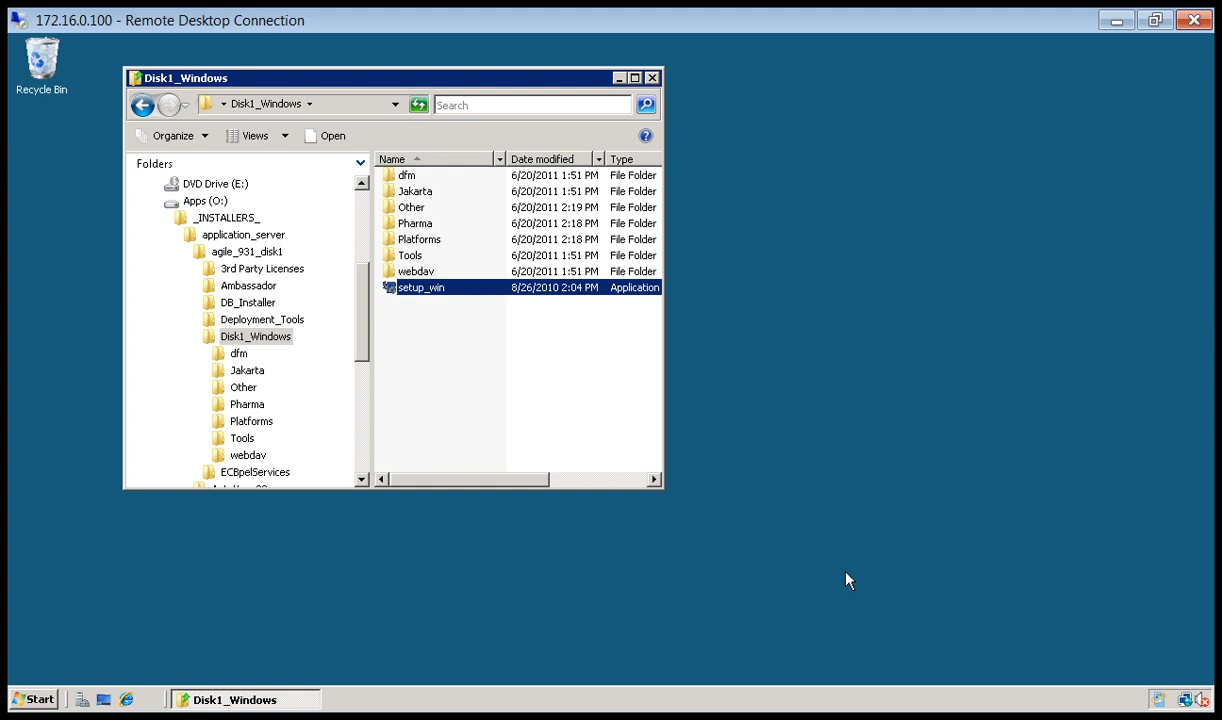 172.16.0.100 - Remote Desktop Connection
Recycle Bin
Disk1_Windows
Disk1_Windows
Search
Organize
Views
Open
Folders
DVD Drive (E:)
Apps (O:)
_INSTALLERS_
application_server
agile_931_disk1
3rd Party Licenses
Ambassador
DB_Installer
Deployment_Tools
Disk1_Windows
dfm
Jakarta
Other
Pharma
Platforms
Tools
webdav
ECBpelServices
Name Date modified Type
dfm 6/20/2011 1:51 PM File Folder
Jakarta 6/20/2011 1:51 PM File Folder
Other 6/20/2011 2:19 PM File Folder
Pharma 6/20/2011 2:18 PM File Folder
Platforms 6/20/2011 2:18 PM File Folder
Tools 6/20/2011 1:51 PM File Folder
webdav 6/20/2011 1:51 PM File Folder
setup_win 8/26/2010 2:04 PM Application
Start
Disk1_Windows